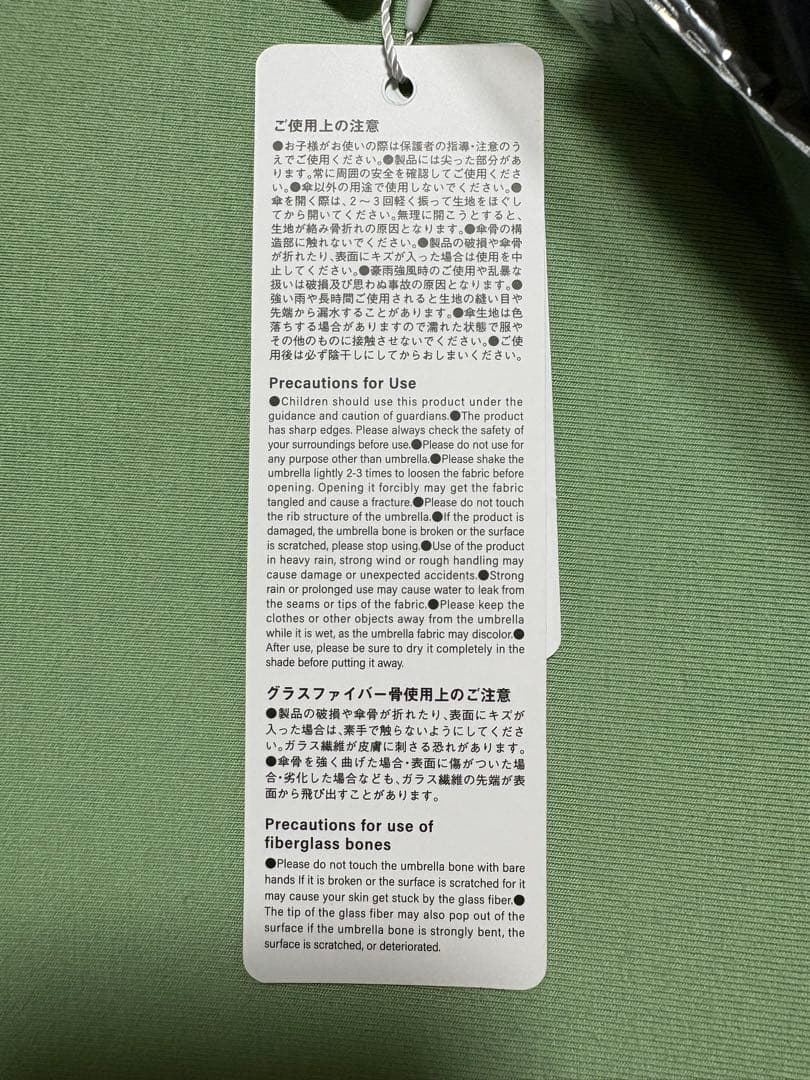 ご使用上の注意
●お子様がお使いの際は保護者の指導・注意のう
えでご使用ください。●製品には尖った部分があ
ります。常に周囲の安全を確認してご使用くださ
い。●傘以外の用途で使用しないでください。●
傘を開く際は、2〜3回軽く振って生地をほぐし
てから開いてください。無理に開こうとすると、
生地が絡み骨折れの原因となります。●傘骨の構
造部に触れないでください。●製品の破損や傘骨
が折れたり、表面にキズが入った場合は使用を中
止してください。●豪雨強風時のご使用や乱暴な
扱いは破損及び思わぬ事故の原因となります。●
強い雨や長時間ご使用されると生地の縫い目や
先端から漏水することがあります。●傘生地は色
落ちする場合がありますので濡れた状態で服や
その他のものに接触させないでください。●ご使
用後は必ず陰干しにしてからおしまいください。
Precautions for Use
●Children should use this product under the
guidance and caution of guardians.●The product
has sharp edges. Please always check the safety of
your surroundings before use.●Please do not use for
any purpose other than umbrella.●Please shake the
umbrella lightly 2-3 times to loosen the fabric before
opening. Opening it forcibly may get the fabric
tangled and cause a fracture.●Please do not touch
the rib structure of the umbrella.●If the product is
damaged, the umbrella bone is broken or the surface
is scratched, please stop using.●Use of the product
in heavy rain, strong wind or rough handling may
cause damage or unexpected accidents.●Strong
rain or prolonged use may cause water to leak from
the seams or tips of the fabric.●Please keep the
clothes or other objects away from the umbrella
while it is wet, as the umbrella fabric may discolor.●
After use, please be sure to dry it completely in the
shade before putting it away.
グラスファイバー骨使用上のご注意
●製品の破損や傘骨が折れたり、表面にキズが
入った場合は、素手で触らないようにしてくださ
い。ガラス繊維が皮膚に刺さる恐れがあります。
●傘骨を強く曲げた場合・表面に傷がついた場
合・劣化した場合なども、ガラス繊維の先端が表
面から飛び出すことがあります。
Precautions for use of
fiberglass bones
●Please do not touch the umbrella bone with bare
hands If it is broken or the surface is scratched for it
may cause your skin get stuck by the glass fiber.●
The tip of the glass fiber may also pop out of the
surface if the umbrella bone is strongly bent, the
surface is scratched, or deteriorated.